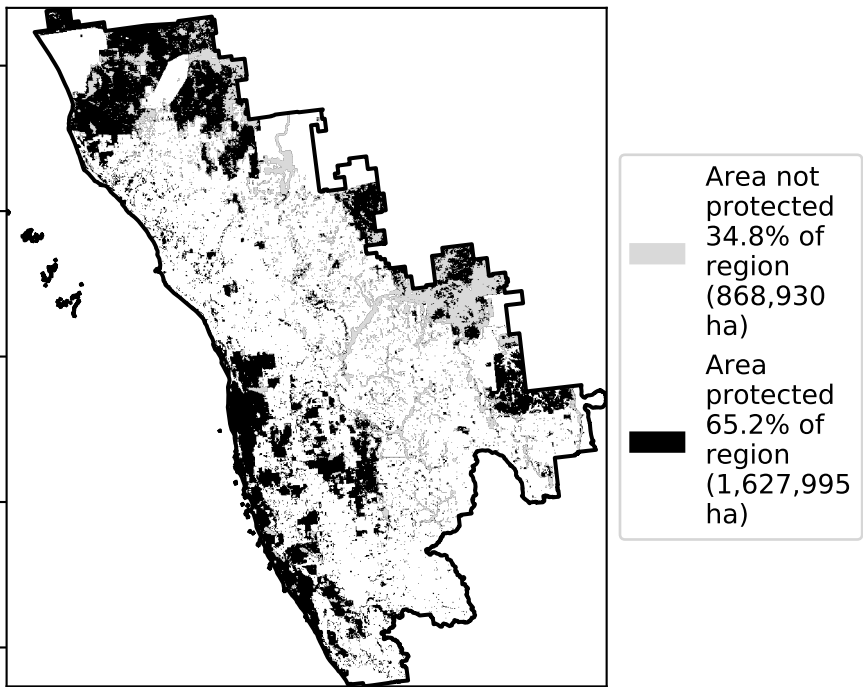 Area not
protected
34.8% of
region
(868,930
ha)
Area
protected
65.2% of
region
(1,627,995
ha)